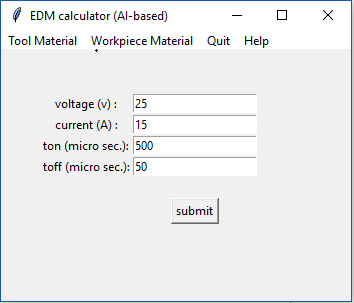 EDM calculator (AI-based)
Tool Material Workpiece Material Quit Help
voltage (v) : 25
current (A) : 15
ton (micro sec.): 500
toff (micro sec.): 50
submit